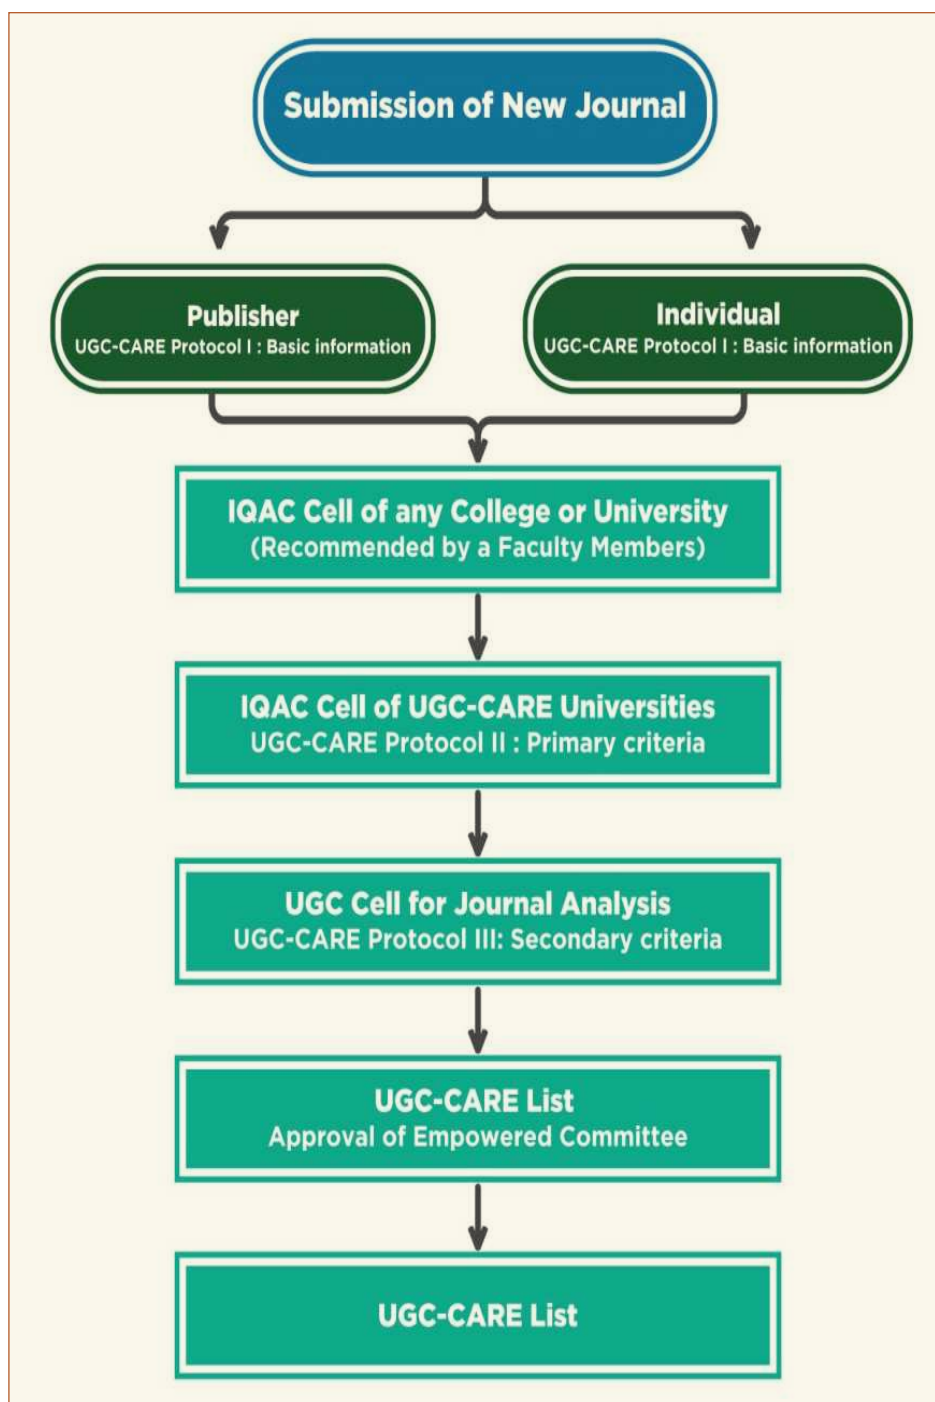 Submission of New Journal
Publisher
UGC-CARE Protocol I : Basic information
Individual
UGC-CARE Protocol I : Basic information
IQAC Cell of any College or University
(Recommended by a Faculty Members)
IQAC Cell of UGC-CARE Universities
UGC-CARE Protocol II : Primary criteria
UGC Cell for Journal Analysis
UGC-CARE Protocol III: Secondary criteria
UGC-CARE List
Approval of Empowered Committee
UGC-CARE List